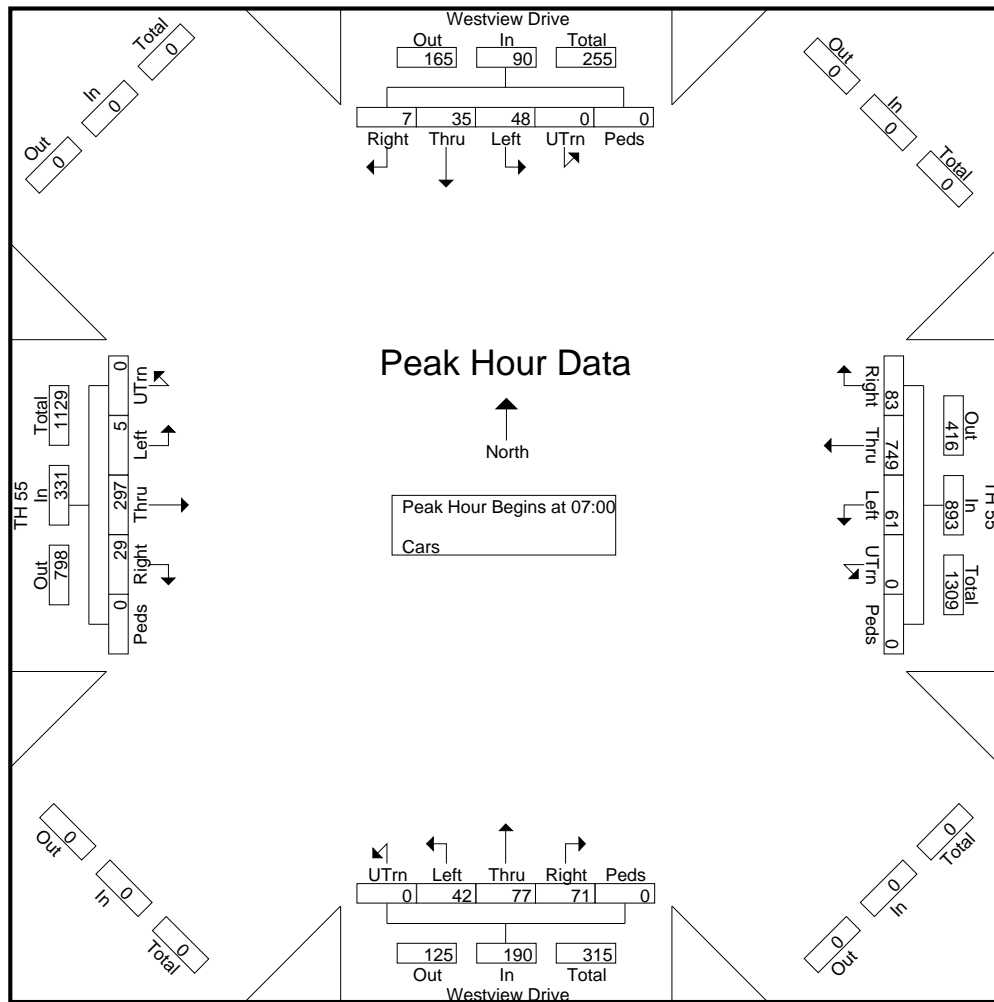 Westview Drive
Out In Total
165 90 255
7 35 48 0 0
Right Thru Left UTrn Peds
Total
0
In
0
Out
0
Out
0
In
0
Total
0
Peak Hour Data
North
Peak Hour Begins at 07:00
Cars
TH 55
Total In Out
1129 331 798
0 5 297 29 0
UTrn Left Thru Right Peds
TH 55
Out In Total
416 893 1309
83 749 61 0 0
Right Thru Left UTrn Peds
Out
0
In
0
Total
0
Total
0
In
0
Out
0
UTrn Left Thru Right Peds
0 42 77 71 0
125 190 315
Out In Total
Westview Drive